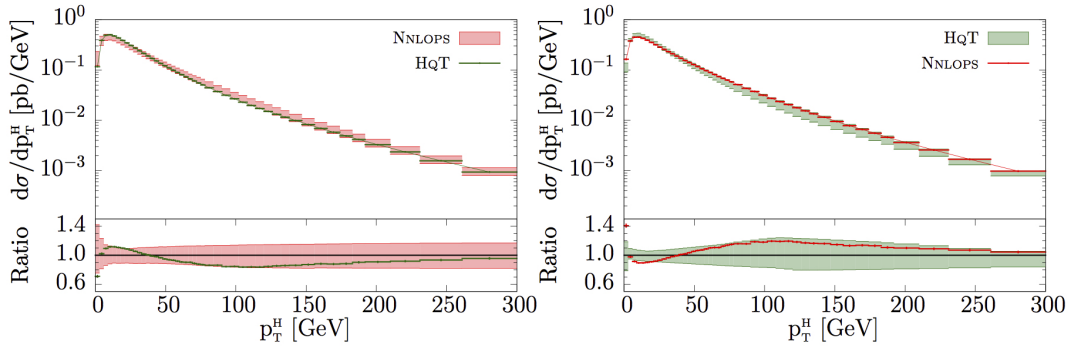 dσ/dp_T^H [pb/GeV]
10^0
10^-1
10^-2
10^-3
NNLOPS
HQT
Ratio
1.4
1.0
0.6
0 50 100 150 200 250 300
p_T^H [GeV]
dσ/dp_T^H [pb/GeV]
10^0
10^-1
10^-2
10^-3
HQT
NNLOPS
Ratio
1.4
1.0
0.6
0 50 100 150 200 250 300
p_T^H [GeV]